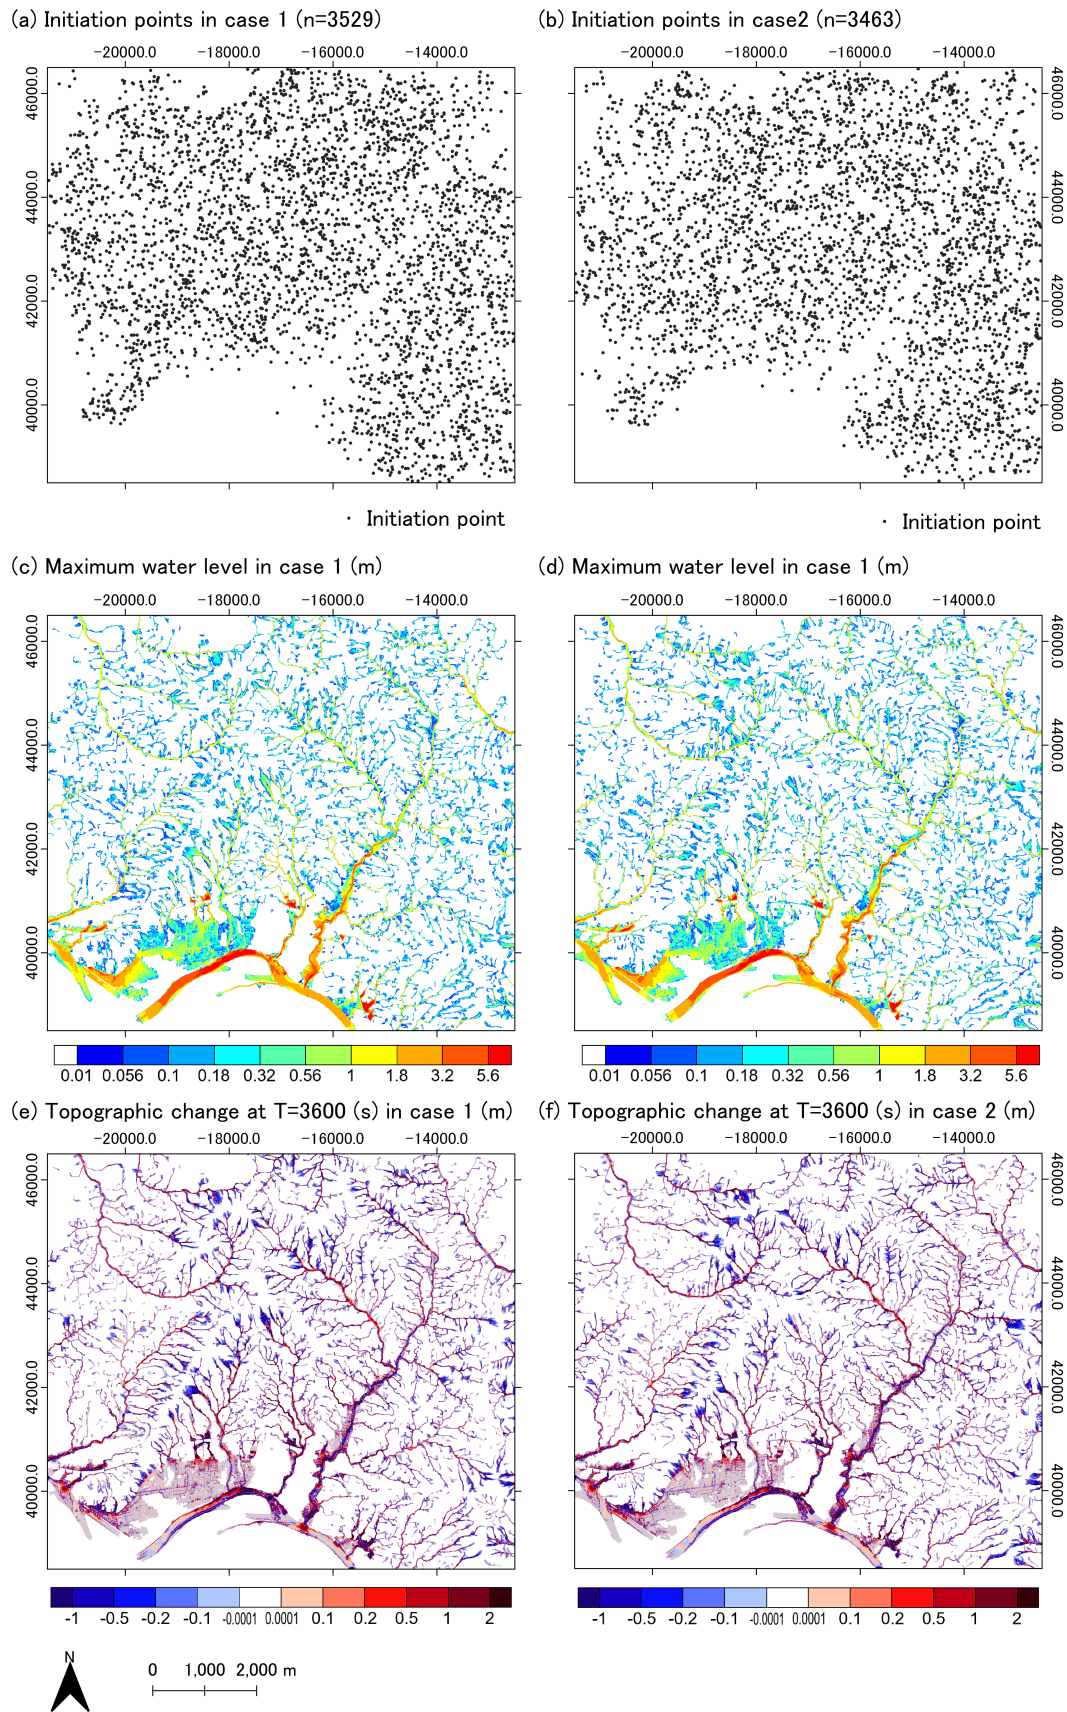 (a) Initiation points in case 1 (n=3529)
(b) Initiation points in case2 (n=3463)
-20000.0 -18000.0 -16000.0 -14000.0
-20000.0 -18000.0 -16000.0 -14000.0
46000.0
44000.0
42000.0
40000.0
46000.0
44000.0
42000.0
40000.0
Initiation point
Initiation point
(c) Maximum water level in case 1 (m)
(d) Maximum water level in case 1 (m)
-20000.0 -18000.0 -16000.0 -14000.0
-20000.0 -18000.0 -16000.0 -14000.0
46000.0
44000.0
42000.0
40000.0
46000.0
44000.0
42000.0
40000.0
0.01 0.056 0.1 0.18 0.32 0.56 1 1.8 3.2 5.6
0.01 0.056 0.1 0.18 0.32 0.56 1 1.8 3.2 5.6
(e) Topographic change at T=3600 (s) in case 1 (m)
(f) Topographic change at T=3600 (s) in case 2 (m)
-20000.0 -18000.0 -16000.0 -14000.0
-20000.0 -18000.0 -16000.0 -14000.0
46000.0
44000.0
42000.0
40000.0
46000.0
44000.0
42000.0
40000.0
-1 -0.5 -0.2 -0.1 -0.0001 0.0001 0.1 0.2 0.5 1 2
-1 -0.5 -0.2 -0.1 -0.0001 0.0001 0.1 0.2 0.5 1 2
N
0 1,000 2,000 m